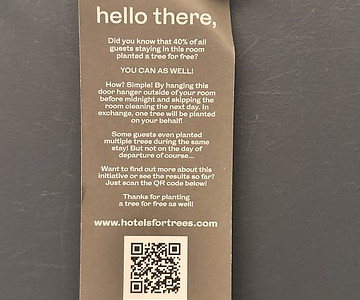 hello there,
Did you know that 40% of all
guests staying in this room
planted a tree for free?
YOU CAN AS WELL!
How? Simple! By hanging this
door hanger outside of your room
before midnight and skipping the
room cleaning the next day. In
exchange, one tree will be planted
on your behalf!
Some guests even planted
multiple trees during the same
stay! But not on the day of
departure of course...
Want to find out more about this
initiative or see the results so far?
Just scan the QR code below!
Thanks for planting
a tree for free as well!
www.hotelsfortrees.com